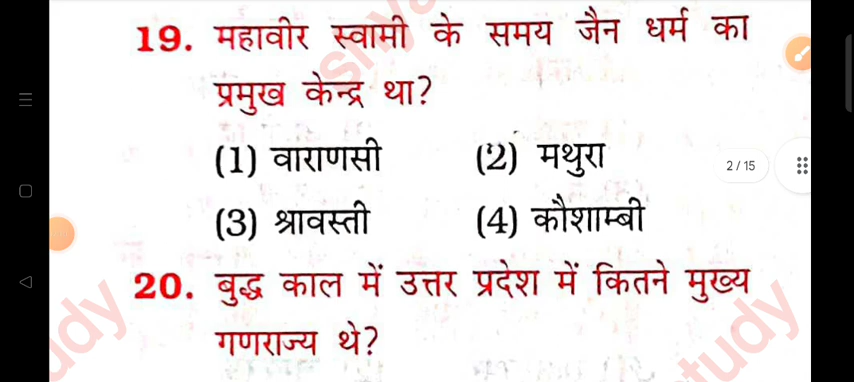 19. महावीर स्वामी के समय जैन धर्म का
प्रमुख केन्द्र था?
(1) वाराणसी (2) मथुरा
(3) श्रावस्ती (4) कौशाम्बी
2/15
20. बुद्ध काल में उत्तर प्रदेश में कितने मुख्य
गणराज्य थे?